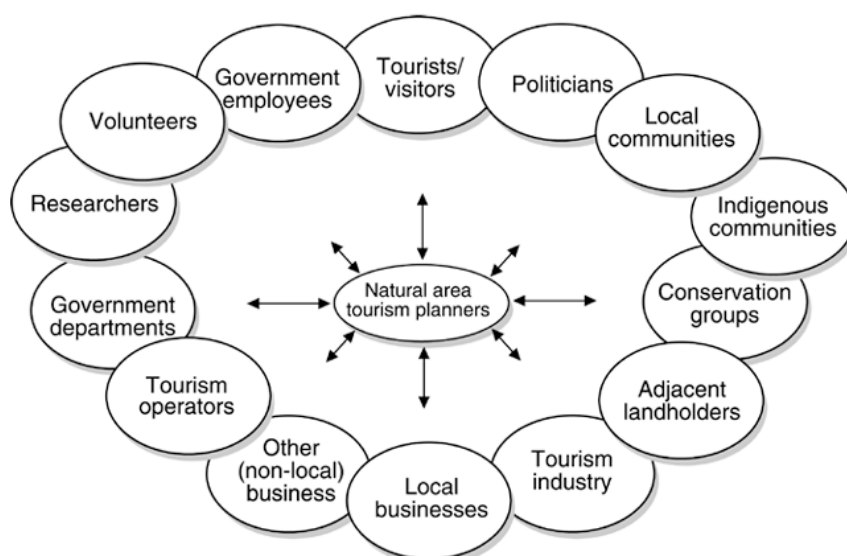 Tourists/
visitors
Politicians
Local
communities
Indigenous
communities
Conservation
groups
Adjacent
landholders
Tourism
industry
Local
businesses
Other
(non-local)
business
Tourism
operators
Government
departments
Researchers
Volunteers
Government
employees
Natural area
tourism planners